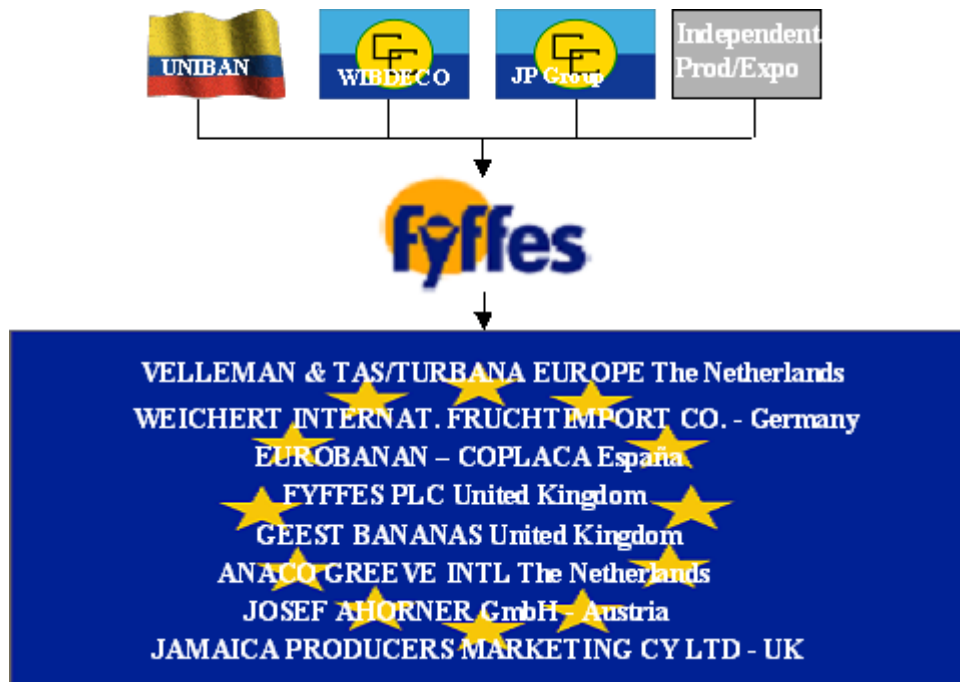 UNIBAN
WIBDECO
JP Group
Independent
Prod/Expo
fyffes
VELLEMAN & TAS/TURBANA EUROPE The Netherlands
WEICHERT INTERNAT. FRUCHTIMPORT CO. - Germany
EUROBANAN – COPLACA España
FYFFES PLC United Kingdom
GEEST BANANAS United Kingdom
ANACO GREEVE INTL The Netherlands
JOSEF AHORNER GmbH - Austria
JAMAICA PRODUCERS MARKETING CY LTD - UK